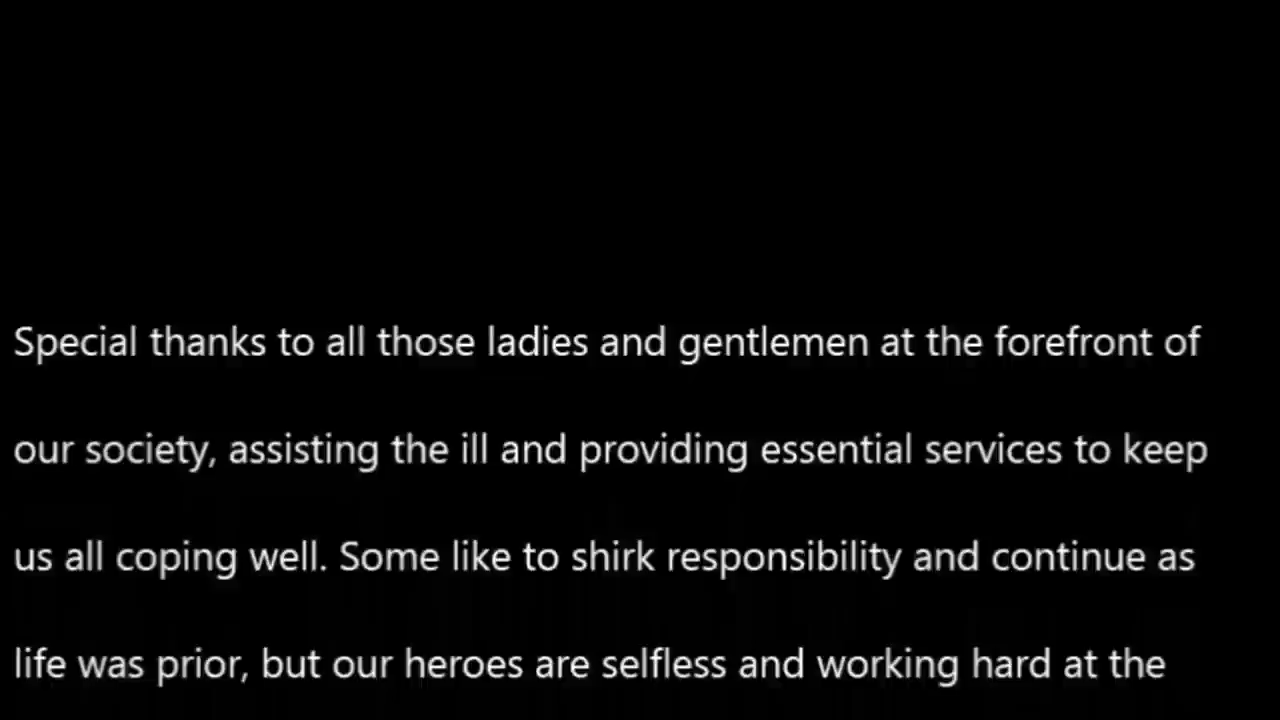 Special thanks to all those ladies and gentlemen at the forefront of
our society, assisting the ill and providing essential services to keep
us all coping well. Some like to shirk responsibility and continue as
life was prior, but our heroes are selfless and working hard at the